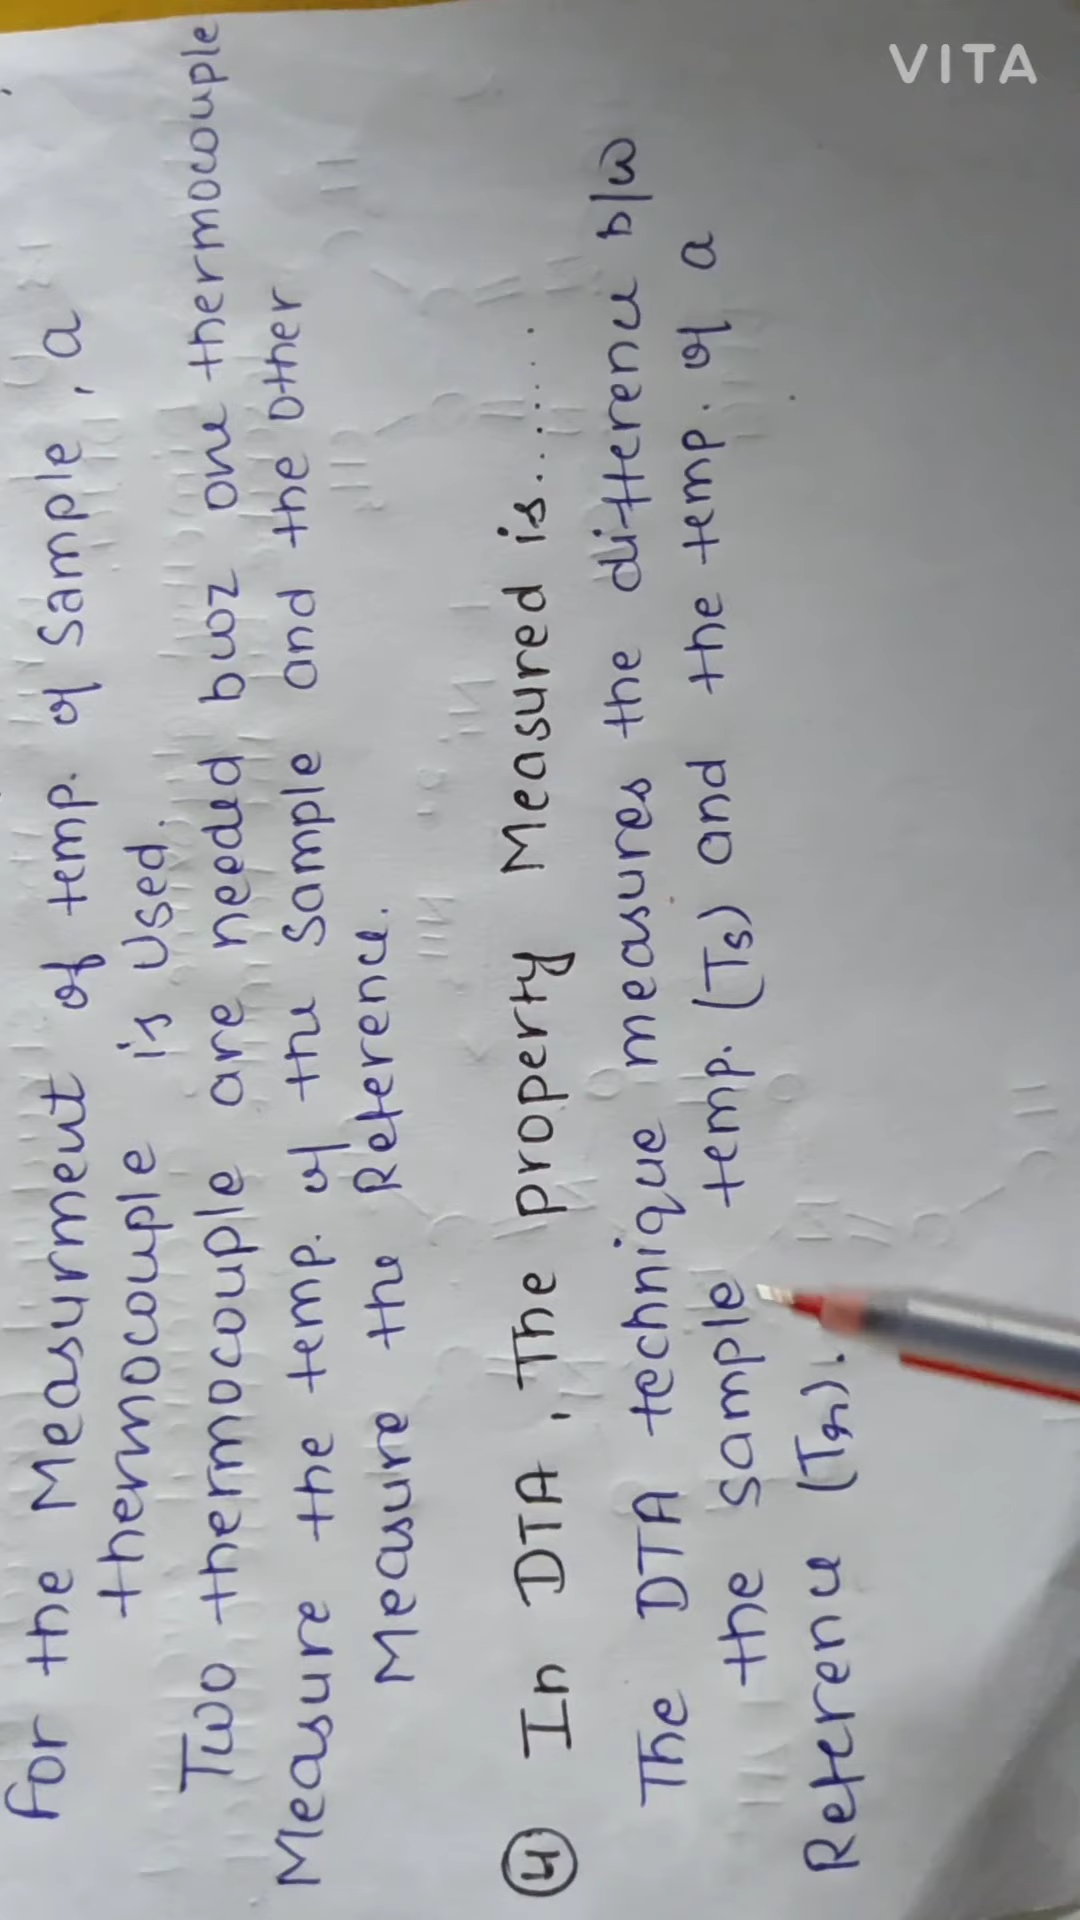 For the Measurment of temp. of Sample, a
thermocouple is Used.
Two thermocouple are needed bcoz one thermocouple
Measure the temp. of the Sample and the other
Measure the Reference.
④ In DTA, The property Measured is........
The DTA technique measures the difference b/w
the sample temp. (Ts) and the temp. of a
Reference (Tr).
VITA